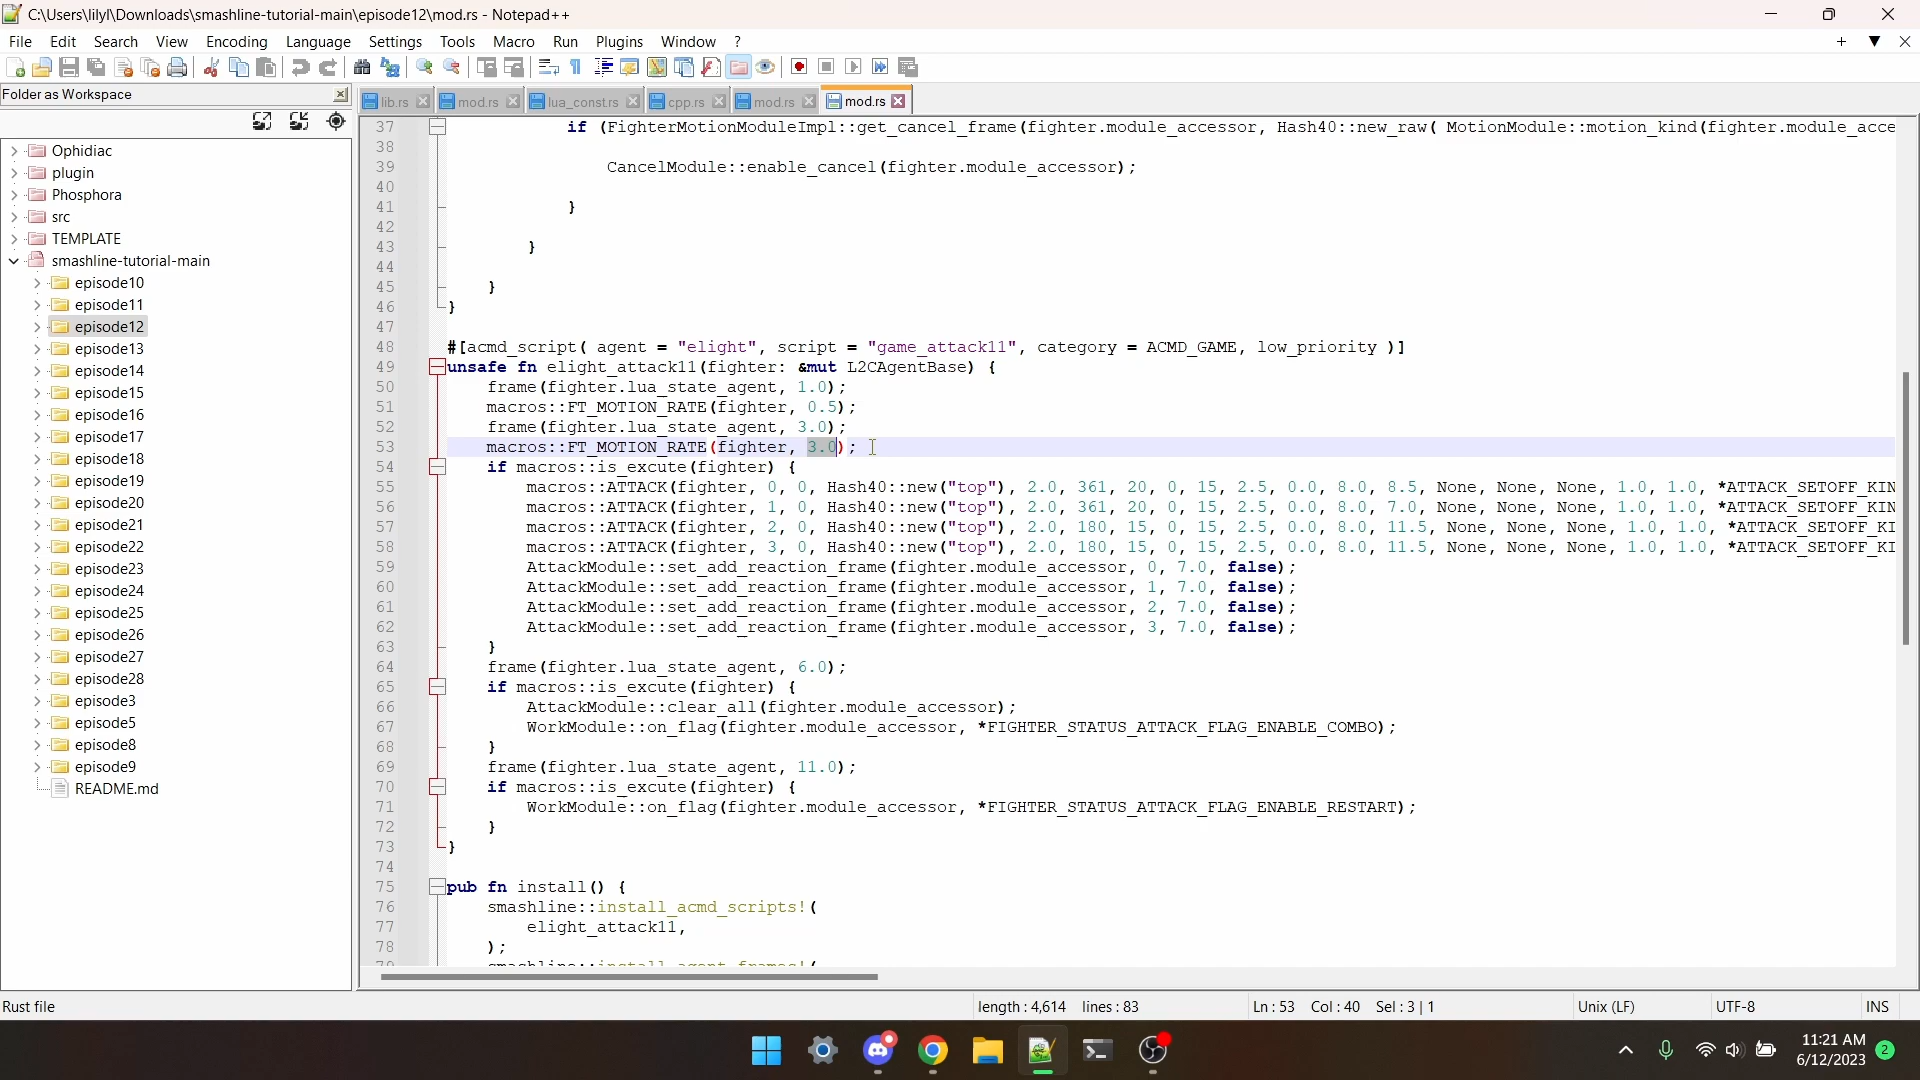 C:\Users\lilyl\Downloads\smashline-tutorial-main\episode12\mod.rs - Notepad++
File Edit Search View Encoding Language Settings Tools Macro Run Plugins Window ?
Folder as Workspace
lib.rs mod.rs lua_const.rs cpp.rs mod.rs mod.rs
Ophidiac
plugin
Phosphora
src
TEMPLATE
smashline-tutorial-main
episode10
episode11
episode12
episode13
episode14
episode15
episode16
episode17
episode18
episode19
episode20
episode21
episode22
episode23
episode24
episode25
episode26
episode27
episode28
episode3
episode5
episode8
episode9
README.md
37 if (FighterMotionModuleImpl::get_cancel_frame(fighter.module_accessor, Hash40::new_raw( MotionModule::motion_kind(fighter.module_acce
38
39 CancelModule::enable_cancel(fighter.module_accessor);
40
41 }
42
43 }
44
45 }
46 }
47
48 #[acmd_script( agent = "elight", script = "game_attack11", category = ACMD_GAME, low_priority )]
49 unsafe fn elight_attack11(fighter: &mut L2CAgentBase) {
50 frame(fighter.lua_state_agent, 1.0);
51 macros::FT_MOTION_RATE(fighter, 0.5);
52 frame(fighter.lua_state_agent, 3.0);
53 macros::FT_MOTION_RATE(fighter, 3.0);
54 if macros::is_excute(fighter) {
55 macros::ATTACK(fighter, 0, 0, Hash40::new("top"), 2.0, 361, 20, 0, 15, 2.5, 0.0, 8.0, 8.5, None, None, None, 1.0, 1.0, *ATTACK_SETOFF_KIN
56 macros::ATTACK(fighter, 1, 0, Hash40::new("top"), 2.0, 361, 20, 0, 15, 2.5, 0.0, 8.0, 7.0, None, None, None, 1.0, 1.0, *ATTACK_SETOFF_KIN
57 macros::ATTACK(fighter, 2, 0, Hash40::new("top"), 2.0, 180, 15, 0, 15, 2.5, 0.0, 8.0, 11.5, None, None, None, 1.0, 1.0, *ATTACK_SETOFF_KI
58 macros::ATTACK(fighter, 3, 0, Hash40::new("top"), 2.0, 180, 15, 0, 15, 2.5, 0.0, 8.0, 11.5, None, None, None, 1.0, 1.0, *ATTACK_SETOFF_KI
59 AttackModule::set_add_reaction_frame(fighter.module_accessor, 0, 7.0, false);
60 AttackModule::set_add_reaction_frame(fighter.module_accessor, 1, 7.0, false);
61 AttackModule::set_add_reaction_frame(fighter.module_accessor, 2, 7.0, false);
62 AttackModule::set_add_reaction_frame(fighter.module_accessor, 3, 7.0, false);
63 }
64 frame(fighter.lua_state_agent, 6.0);
65 if macros::is_excute(fighter) {
66 AttackModule::clear_all(fighter.module_accessor);
67 WorkModule::on_flag(fighter.module_accessor, *FIGHTER_STATUS_ATTACK_FLAG_ENABLE_COMBO);
68 }
69 frame(fighter.lua_state_agent, 11.0);
70 if macros::is_excute(fighter) {
71 WorkModule::on_flag(fighter.module_accessor, *FIGHTER_STATUS_ATTACK_FLAG_ENABLE_RESTART);
72 }
73 }
74
75 pub fn install() {
76 smashline::install_acmd_scripts!(
77 elight_attack11,
78 );
79 smashline::install_agent_frames!(
Rust file length : 4,614 lines : 83 Ln : 53 Col : 40 Sel : 3 | 1 Unix (LF) UTF-8 INS
11:21 AM
6/12/2023 2